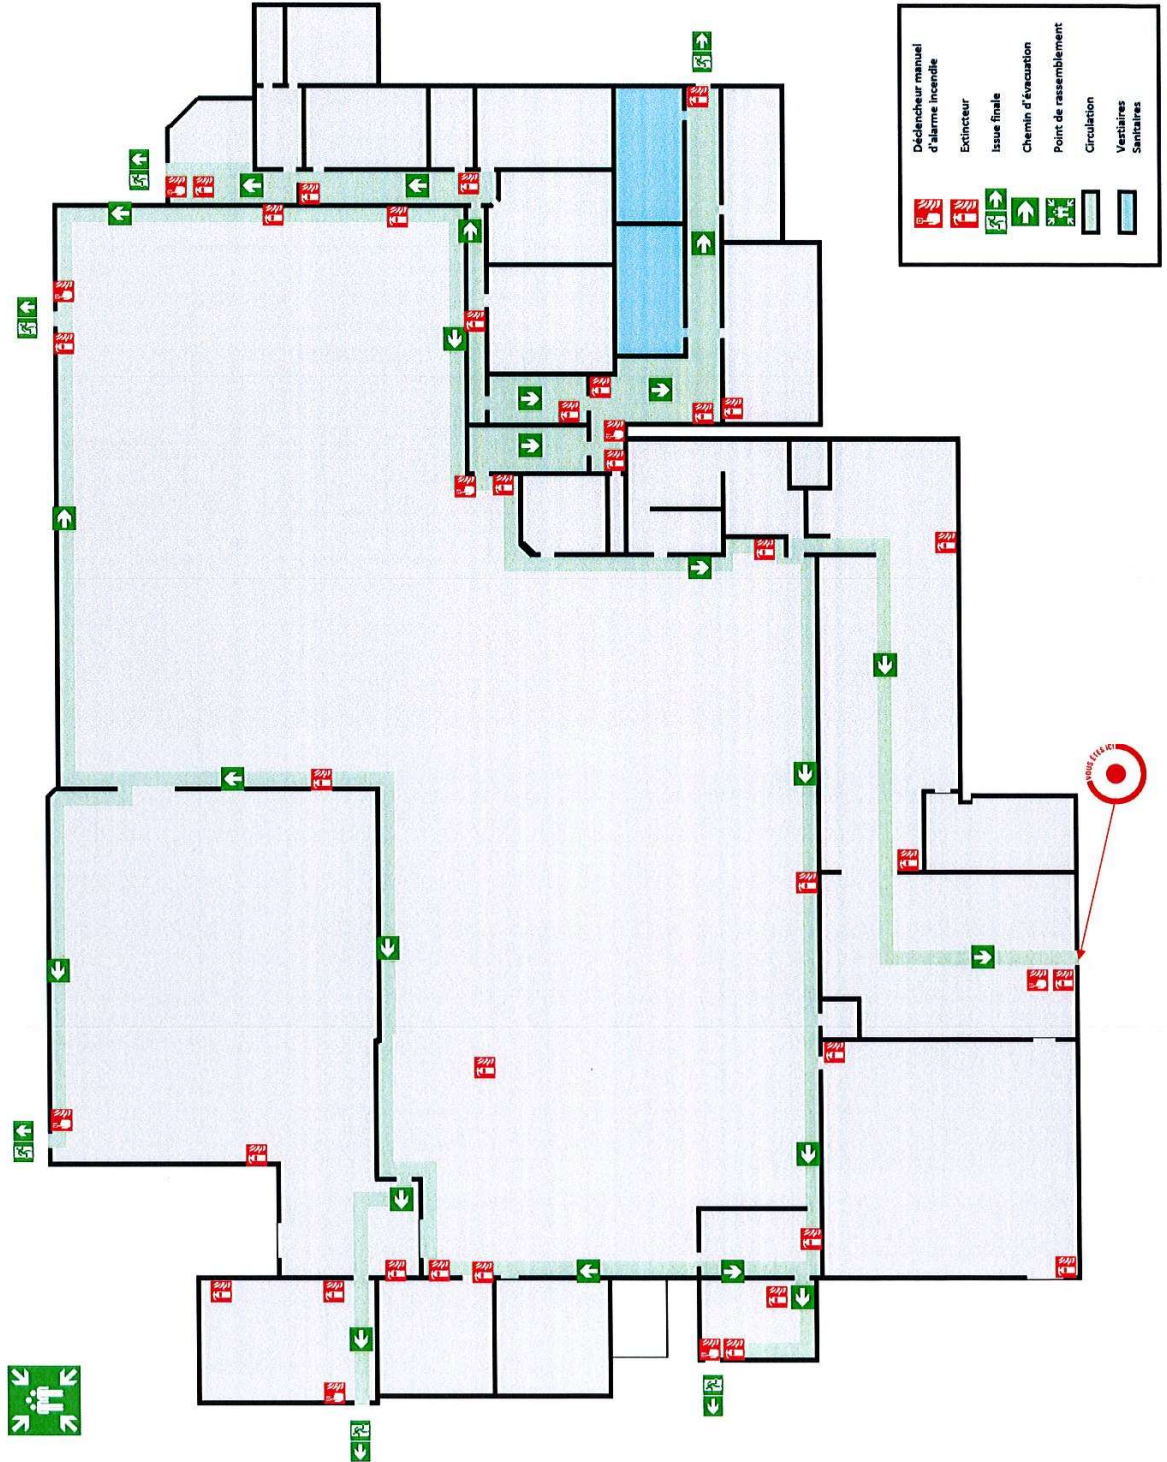 Déclencheur manuel
d'alarme incendie
Extincteur
Issue finale
Chemin d'évacuation
Point de rassemblement
Circulation
Vestiaires
Sanitaires
VOUS ÊTES ICI